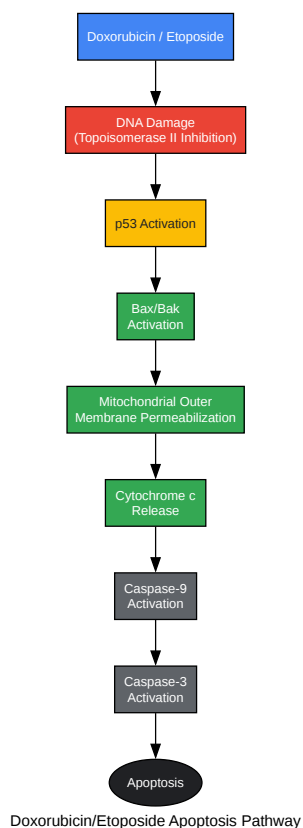 Doxorubicin / Etoposide
DNA Damage
(Topoisomerase II Inhibition)
p53 Activation
Bax/Bak
Activation
Mitochondrial Outer
Membrane Permeabilization
Cytochrome c
Release
Caspase-9
Activation
Caspase-3
Activation
Apoptosis
Doxorubicin/Etoposide Apoptosis Pathway